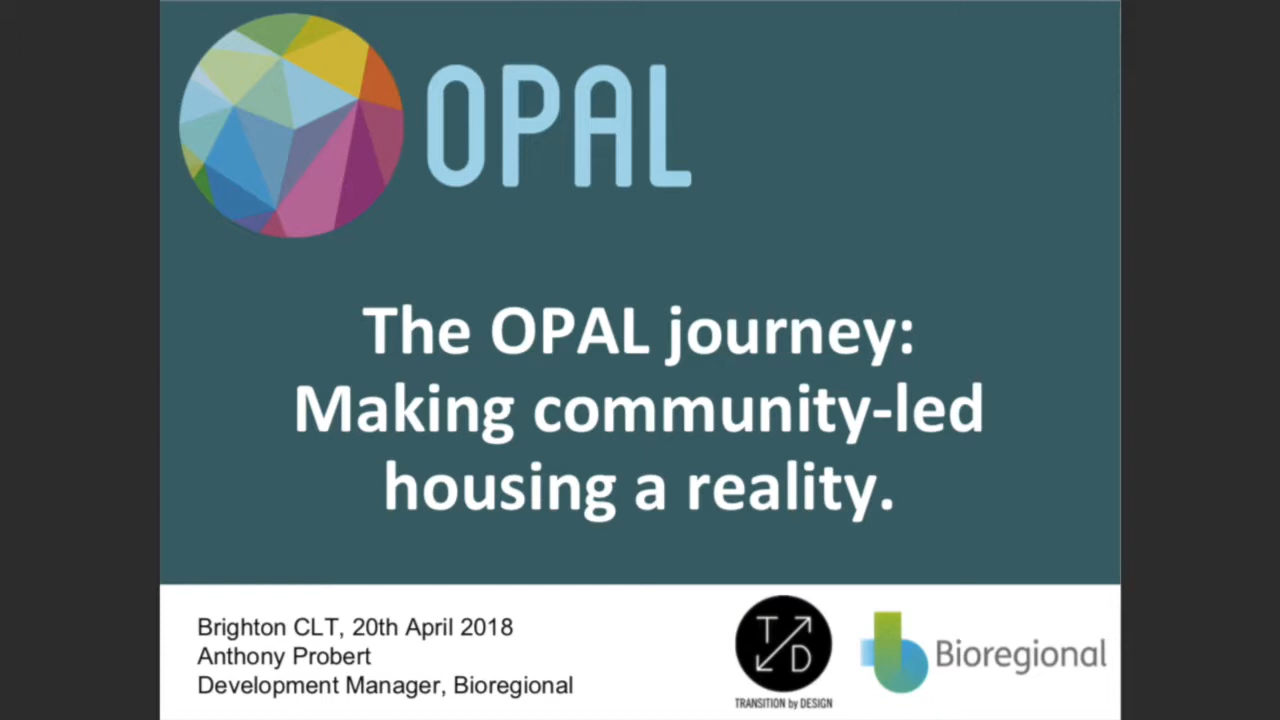 OPAL
The OPAL journey:
Making community-led
housing a reality.
Brighton CLT, 20th April 2018
Anthony Probert
Development Manager, Bioregional
T
D
TRANSITION by DESIGN
Bioregional